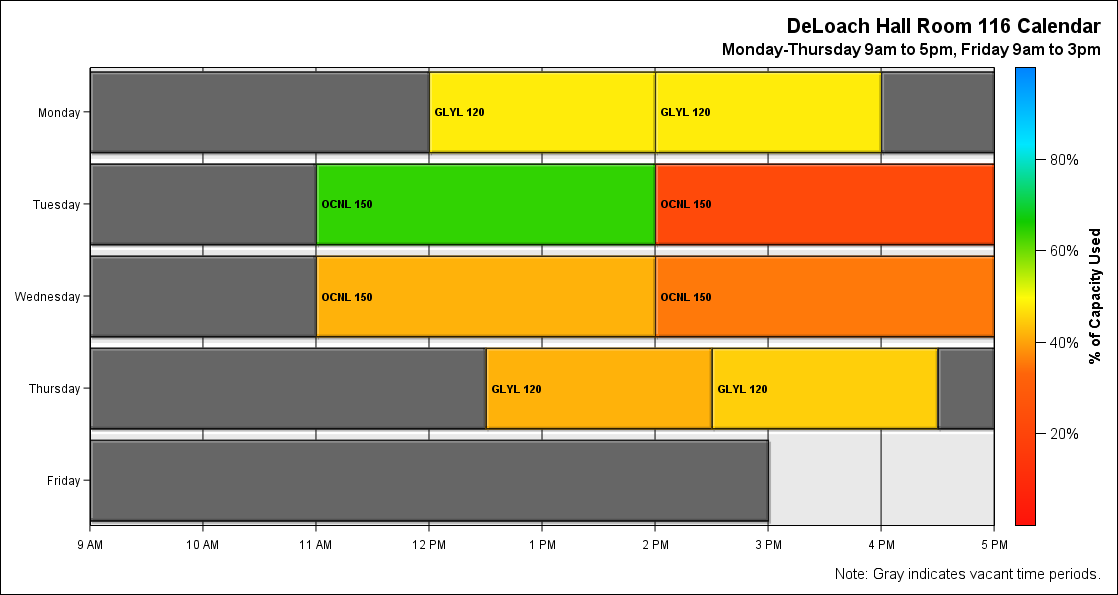 DeLoach Hall Room 116 Calendar
Monday-Thursday 9am to 5pm, Friday 9am to 3pm
Monday
GLYL 120
GLYL 120
Tuesday
OCNL 150
OCNL 150
Wednesday
OCNL 150
OCNL 150
Thursday
GLYL 120
GLYL 120
Friday
9 AM
10 AM
11 AM
12 PM
1 PM
2 PM
3 PM
4 PM
5 PM
80%
60%
40%
20%
% of Capacity Used
Note: Gray indicates vacant time periods.